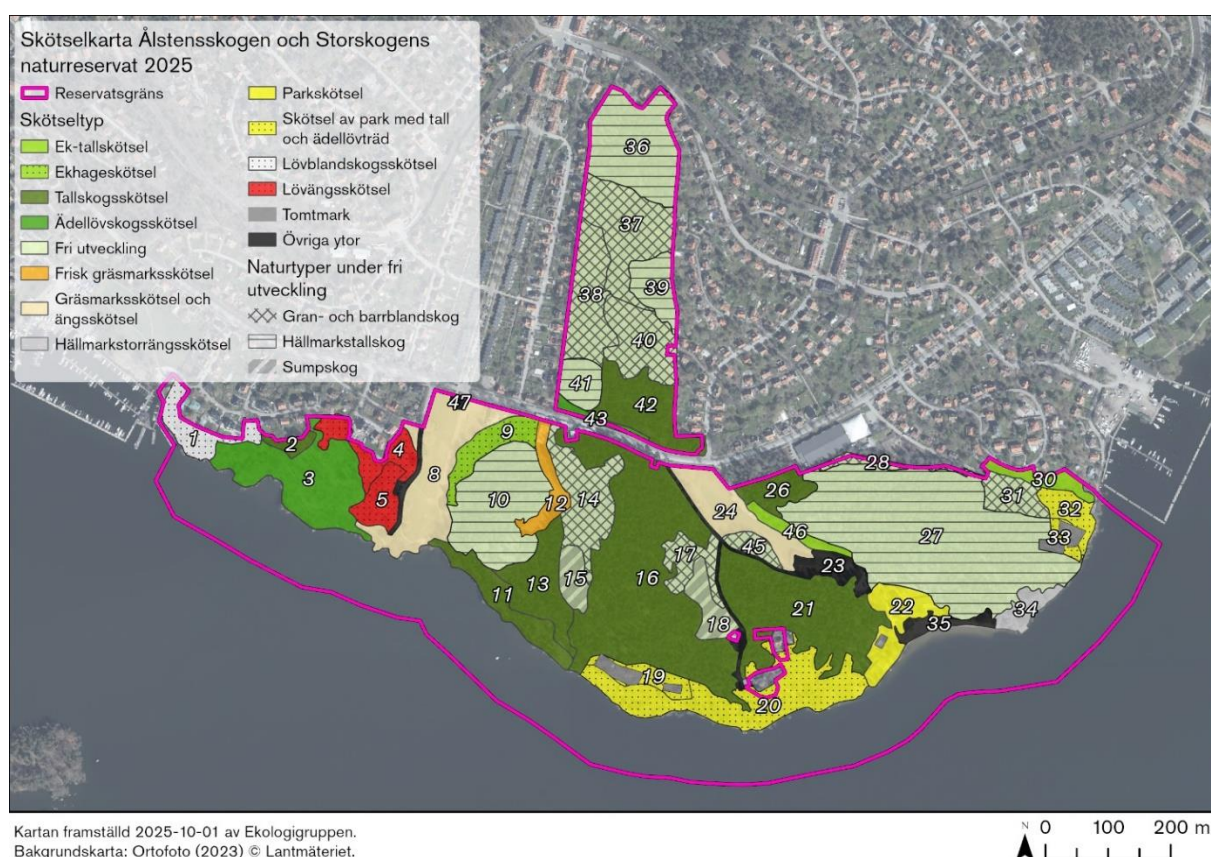 Skötselkarta Ålstensskogen och Storskogens
naturreservat 2025
Reservatsgräns
Skötseltyp
Ek-tallskötsel
Ekhageskötsel
Tallskogsskötsel
Ädellövskogsskötsel
Fri utveckling
Frisk gräsmarksskötsel
Gräsmarksskötsel och
ängsskötsel
Hällmarkstorrängsskötsel
Parkskötsel
Skötsel av park med tall
och ädellövträd
Lövblandskogsskötsel
Lövängsskötsel
Tomtmark
Övriga ytor
Naturtyper under fri
utveckling
Gran- och barrblandskog
Hällmarkstallskog
Sumpskog
36
37
39
38
40
41
42
43
47
1
2
3
4
5
8
9
10
12
14
13
15
11
16
17
18
19
20
21
22
23
24
45
46
26
27
28
30
31
32
33
34
35
Kartan framställd 2025-10-01 av Ekologigruppen.
Bakgrundskarta: Ortofoto (2023) © Lantmäteriet.
N 0 100 200 m